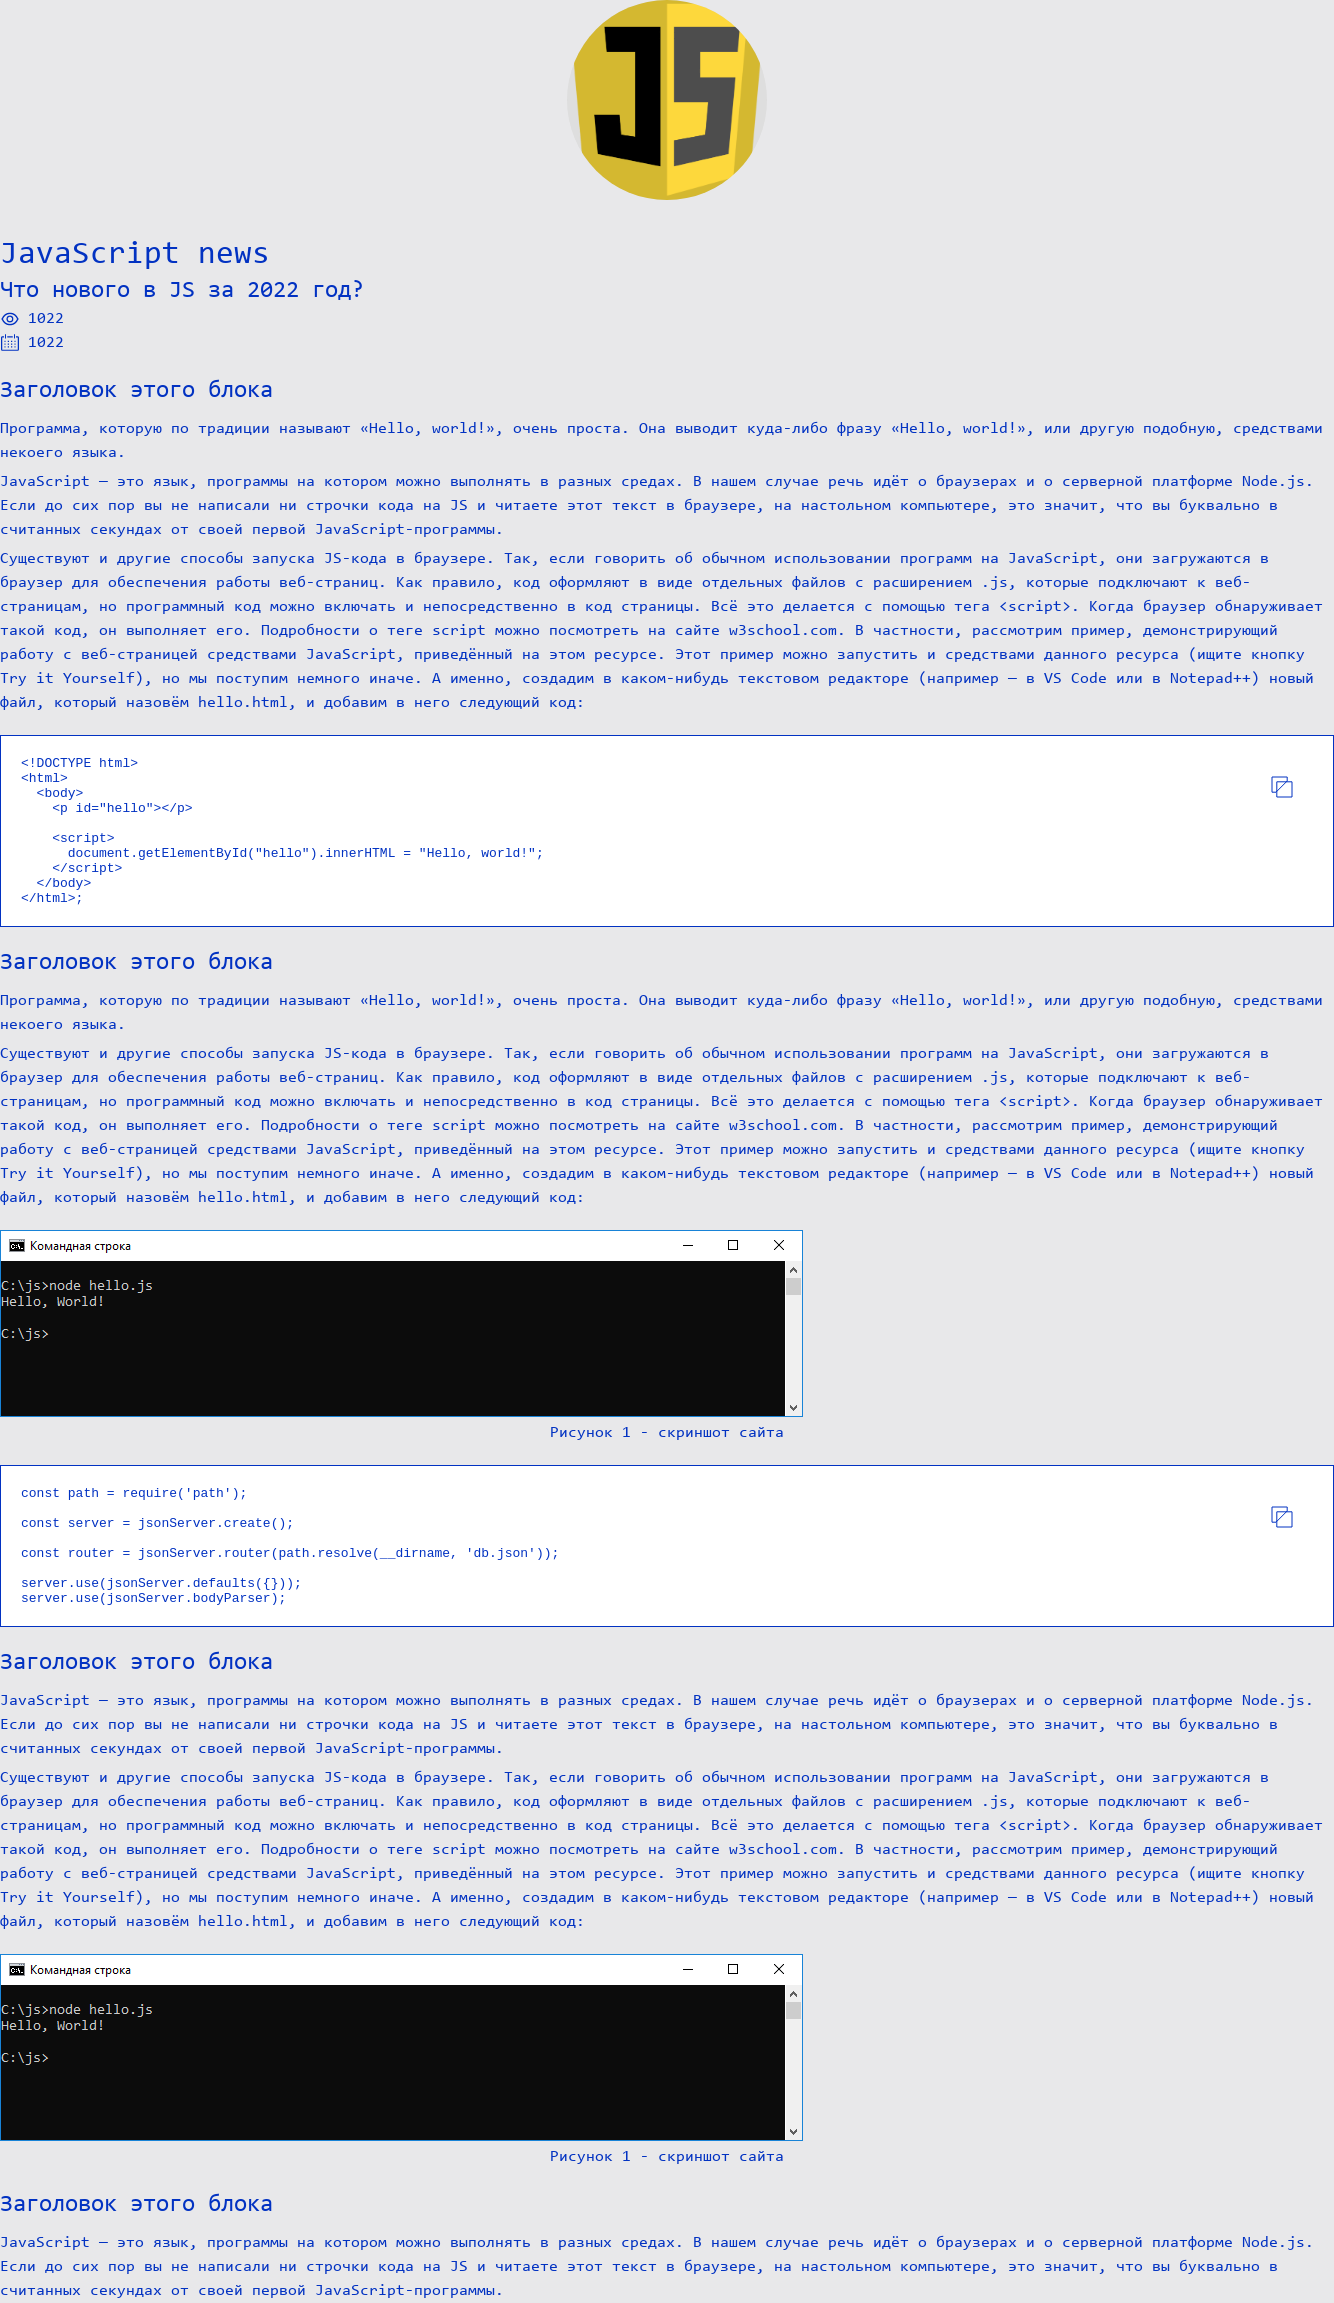 JS
JavaScript news
Что нового в JS за 2022 год?
1022
1022
Заголовок этого блока
Программа, которую по традиции называют «Hello, world!», очень проста. Она выводит куда-либо фразу «Hello, world!», или другую подобную, средствами
некоего языка.
JavaScript — это язык, программы на котором можно выполнять в разных средах. В нашем случае речь идёт о браузерах и о серверной платформе Node.js.
Если до сих пор вы не написали ни строчки кода на JS и читаете этот текст в браузере, на настольном компьютере, это значит, что вы буквально в
считанных секундах от своей первой JavaScript-программы.
Существуют и другие способы запуска JS-кода в браузере. Так, если говорить об обычном использовании программ на JavaScript, они загружаются в
браузер для обеспечения работы веб-страниц. Как правило, код оформляют в виде отдельных файлов с расширением .js, которые подключают к веб-
страницам, но программный код можно включать и непосредственно в код страницы. Всё это делается с помощью тега <script>. Когда браузер обнаруживает
такой код, он выполняет его. Подробности о теге script можно посмотреть на сайте w3school.com. В частности, рассмотрим пример, демонстрирующий
работу с веб-страницей средствами JavaScript, приведённый на этом ресурсе. Этот пример можно запустить и средствами данного ресурса (ищите кнопку
Try it Yourself), но мы поступим немного иначе. А именно, создадим в каком-нибудь текстовом редакторе (например — в VS Code или в Notepad++) новый
файл, который назовём hello.html, и добавим в него следующий код:
<!DOCTYPE html>
<html>
  <body>
    <p id="hello"></p>
    <script>
      document.getElementById("hello").innerHTML = "Hello, world!";
    </script>
  </body>
</html>;
Заголовок этого блока
Программа, которую по традиции называют «Hello, world!», очень проста. Она выводит куда-либо фразу «Hello, world!», или другую подобную, средствами
некоего языка.
Существуют и другие способы запуска JS-кода в браузере. Так, если говорить об обычном использовании программ на JavaScript, они загружаются в
браузер для обеспечения работы веб-страниц. Как правило, код оформляют в виде отдельных файлов с расширением .js, которые подключают к веб-
страницам, но программный код можно включать и непосредственно в код страницы. Всё это делается с помощью тега <script>. Когда браузер обнаруживает
такой код, он выполняет его. Подробности о теге script можно посмотреть на сайте w3school.com. В частности, рассмотрим пример, демонстрирующий
работу с веб-страницей средствами JavaScript, приведённый на этом ресурсе. Этот пример можно запустить и средствами данного ресурса (ищите кнопку
Try it Yourself), но мы поступим немного иначе. А именно, создадим в каком-нибудь текстовом редакторе (например — в VS Code или в Notepad++) новый
файл, который назовём hello.html, и добавим в него следующий код:
Командная строка
C:\js>node hello.js
Hello, World!
C:\js>
Рисунок 1 - скриншот сайта
const path = require('path');
const server = jsonServer.create();
const router = jsonServer.router(path.resolve(__dirname, 'db.json'));
server.use(jsonServer.defaults({}));
server.use(jsonServer.bodyParser);
Заголовок этого блока
JavaScript — это язык, программы на котором можно выполнять в разных средах. В нашем случае речь идёт о браузерах и о серверной платформе Node.js.
Если до сих пор вы не написали ни строчки кода на JS и читаете этот текст в браузере, на настольном компьютере, это значит, что вы буквально в
считанных секундах от своей первой JavaScript-программы.
Существуют и другие способы запуска JS-кода в браузере. Так, если говорить об обычном использовании программ на JavaScript, они загружаются в
браузер для обеспечения работы веб-страниц. Как правило, код оформляют в виде отдельных файлов с расширением .js, которые подключают к веб-
страницам, но программный код можно включать и непосредственно в код страницы. Всё это делается с помощью тега <script>. Когда браузер обнаруживает
такой код, он выполняет его. Подробности о теге script можно посмотреть на сайте w3school.com. В частности, рассмотрим пример, демонстрирующий
работу с веб-страницей средствами JavaScript, приведённый на этом ресурсе. Этот пример можно запустить и средствами данного ресурса (ищите кнопку
Try it Yourself), но мы поступим немного иначе. А именно, создадим в каком-нибудь текстовом редакторе (например — в VS Code или в Notepad++) новый
файл, который назовём hello.html, и добавим в него следующий код:
Командная строка
C:\js>node hello.js
Hello, World!
C:\js>
Рисунок 1 - скриншот сайта
Заголовок этого блока
JavaScript — это язык, программы на котором можно выполнять в разных средах. В нашем случае речь идёт о браузерах и о серверной платформе Node.js.
Если до сих пор вы не написали ни строчки кода на JS и читаете этот текст в браузере, на настольном компьютере, это значит, что вы буквально в
считанных секундах от своей первой JavaScript-программы.